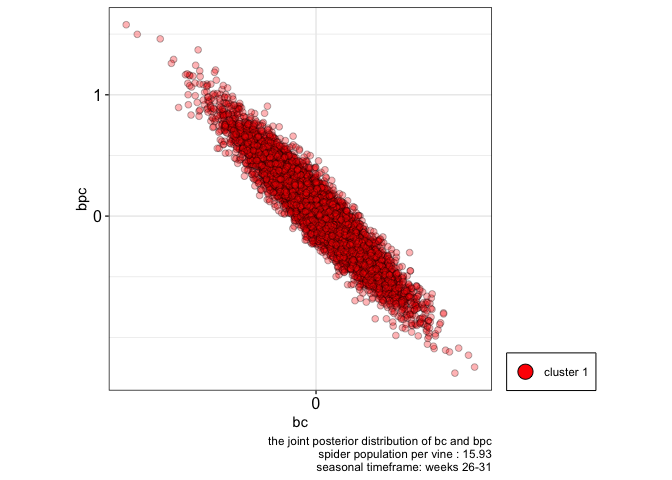 1
bpc
0
0
bc
cluster 1
the joint posterior distribution of bc and bpc
spider population per vine : 15.93
seasonal timeframe: weeks 26-31